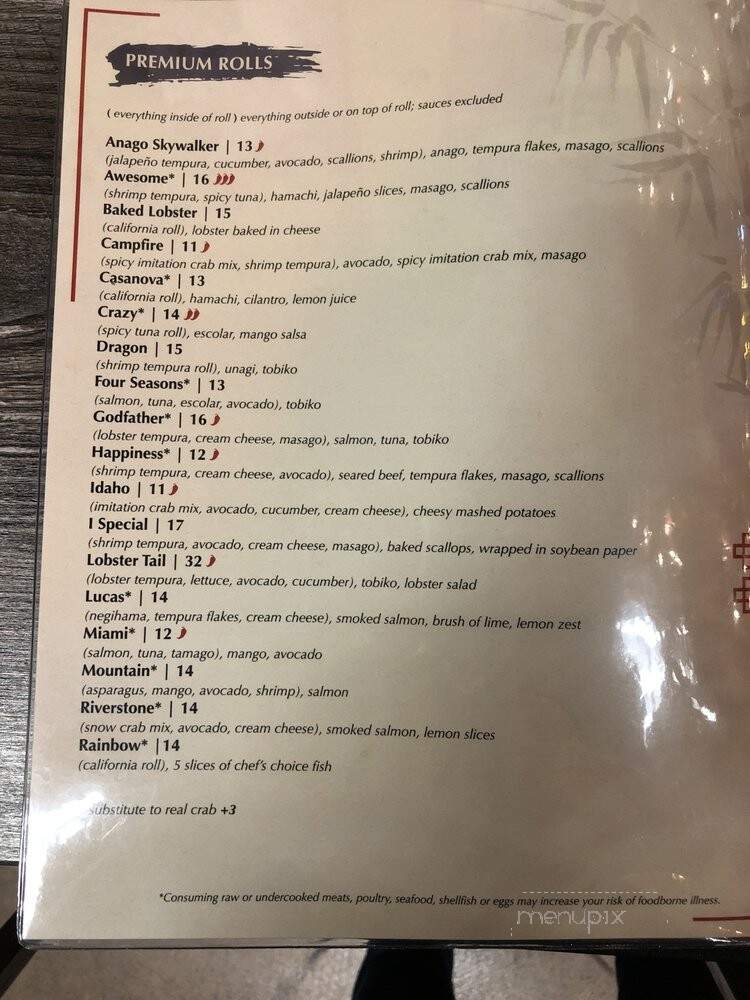 PREMIUM ROLLS
( everything inside of roll ) everything outside or on top of roll; sauces excluded
Anago Skywalker | 13
(jalapeño tempura, cucumber, avocado, scallions, shrimp), anago, tempura flakes, masago, scallions
Awesome* | 16
(shrimp tempura, spicy tuna), hamachi, jalapeño slices, masago, scallions
Baked Lobster | 15
(california roll), lobster baked in cheese
Campfire | 11
(spicy imitation crab mix, shrimp tempura), avocado, spicy imitation crab mix, masago
Casanova* | 13
(california roll), hamachi, cilantro, lemon juice
Crazy* | 14
(spicy tuna roll), escolar, mango salsa
Dragon | 15
(shrimp tempura roll), unagi, tobiko
Four Seasons* | 13
(salmon, tuna, escolar, avocado), tobiko
Godfather* | 16
(lobster tempura, cream cheese, masago), salmon, tuna, tobiko
Happiness* | 12
(shrimp tempura, cream cheese, avocado), seared beef, tempura flakes, masago, scallions
Idaho | 11
(imitation crab mix, avocado, cucumber, cream cheese), cheesy mashed potatoes
I Special | 17
(shrimp tempura, avocado, cream cheese, masago), baked scallops, wrapped in soybean paper
Lobster Tail | 32
(lobster tempura, lettuce, avocado, cucumber), tobiko, lobster salad
Lucas* | 14
(negihama, tempura flakes, cream cheese), smoked salmon, brush of lime, lemon zest
Miami* | 12
(salmon, tuna, tamago), mango, avocado
Mountain* | 14
(asparagus, mango, avocado, shrimp), salmon
Riverstone* | 14
(snow crab mix, avocado, cream cheese), smoked salmon, lemon slices
Rainbow* | 14
(california roll), 5 slices of chef's choice fish
substitute to real crab +3
*Consuming raw or undercooked meats, poultry, seafood, shellfish or eggs may increase your risk of foodborne illness.
menupix